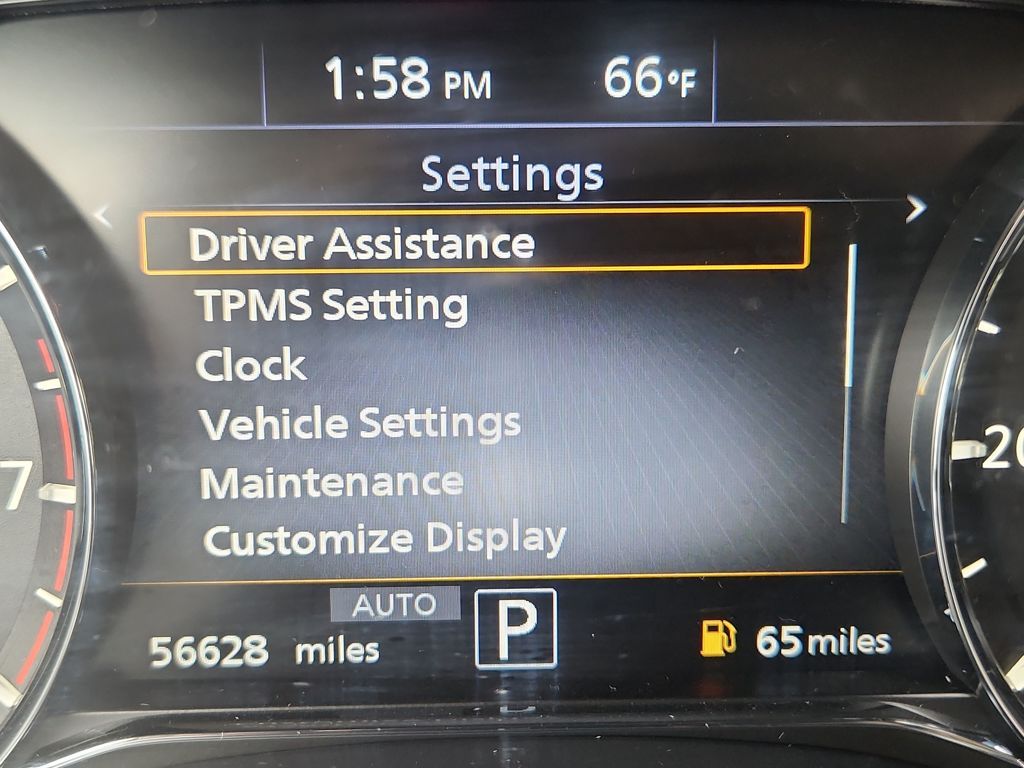 1:58 PM 66°F
Settings
Driver Assistance
TPMS Setting
Clock
Vehicle Settings
Maintenance
7
Customize Display
AUTO
P
56628 miles
65 miles